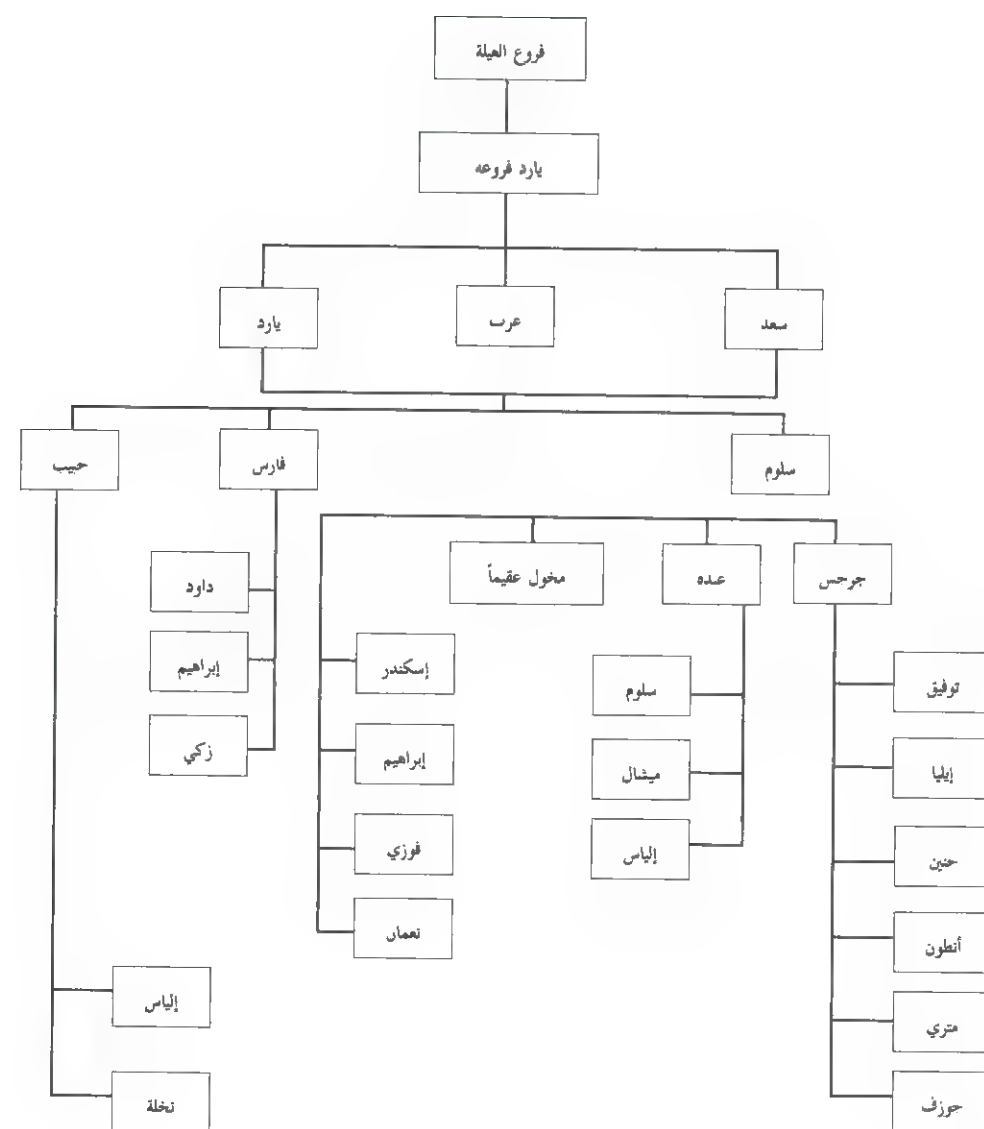 فروع العيلة
يارد فروعه
سعد
عرب
يارد
سلوم
فارس
حبيب
جرجس
عبده
مخول عقيماً
توفيق
إيليا
حنين
أنطون
متري
جوزف
سلوم
ميشال
إلياس
إسكندر
إبراهيم
فوزي
نعمان
داود
إبراهيم
زكي
إلياس
نخلة